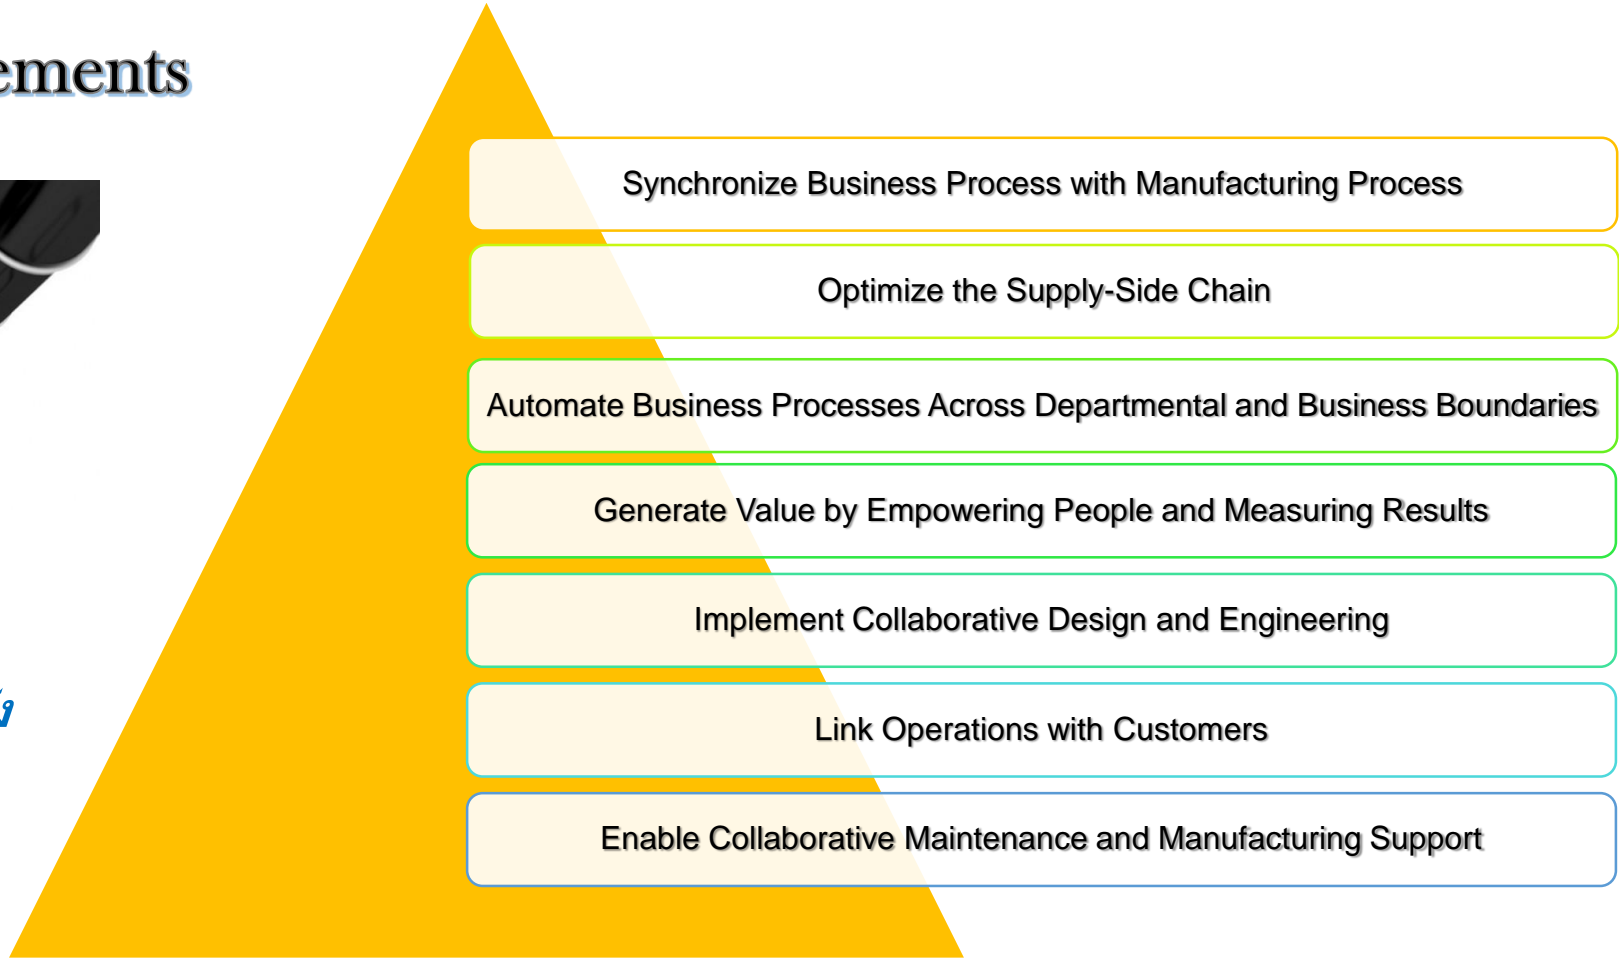 Synchronize Business Process with Manufacturing Process
Optimize the Supply-Side Chain
Automate Business Processes Across Departmental and Business Boundaries
Generate Value by Empowering People and Measuring Results
Implement Collaborative Design and Engineering
Link Operations with Customers
Enable Collaborative Maintenance and Manufacturing Support